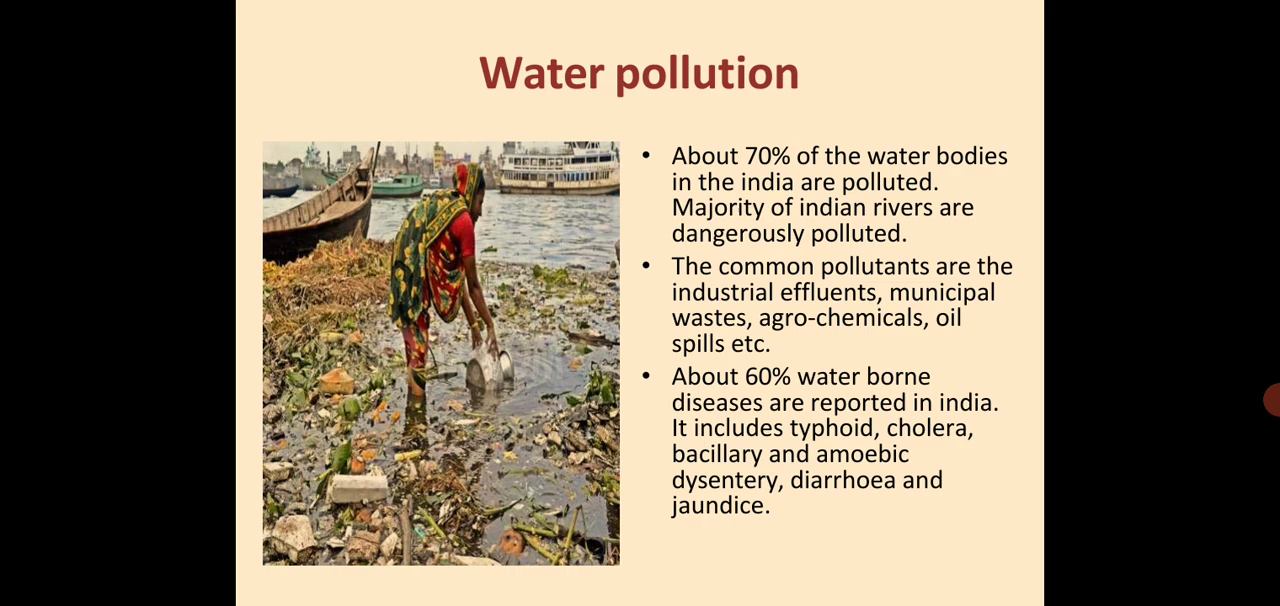 Water pollution
• About 70% of the water bodies
in the india are polluted.
Majority of indian rivers are
dangerously polluted.
• The common pollutants are the
industrial effluents, municipal
wastes, agro-chemicals, oil
spills etc.
• About 60% water borne
diseases are reported in india.
It includes typhoid, cholera,
bacillary and amoebic
dysentery, diarrhoea and
jaundice.